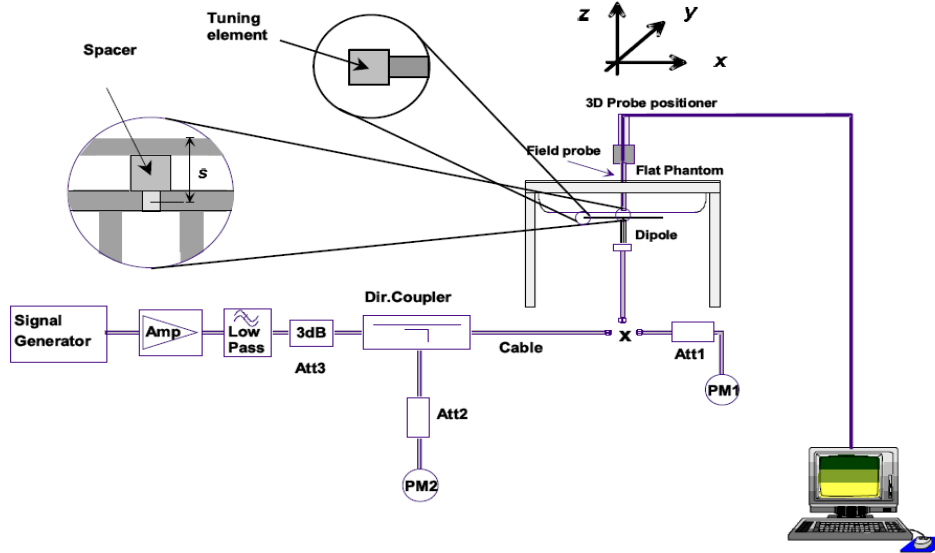 Tuning
element
Spacer
s
z
y
x
3D Probe positioner
Field probe
Flat Phantom
Dipole
Dir.Coupler
Signal
Generator
Amp
Low
Pass
3dB
Att3
Cable
x
Att1
PM1
Att2
PM2